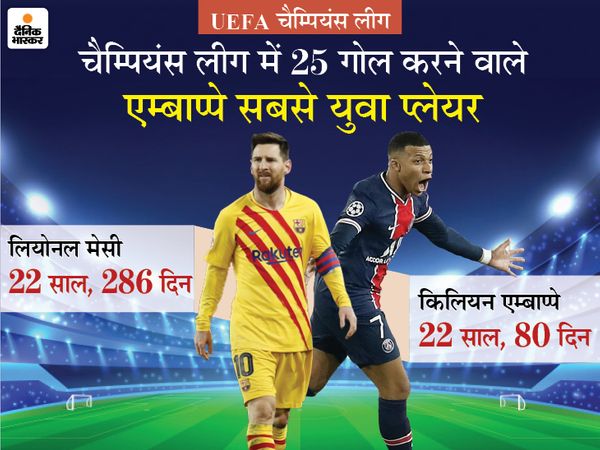 दैनिक
भास्कर
UEFA चैम्पियंस लीग
चैम्पियंस लीग में 25 गोल करने वाले
एम्बाप्पे सबसे युवा प्लेयर
लियोनल मेसी
22 साल, 286 दिन
किलियन एम्बाप्पे
22 साल, 80 दिन
Rakuten
10
7